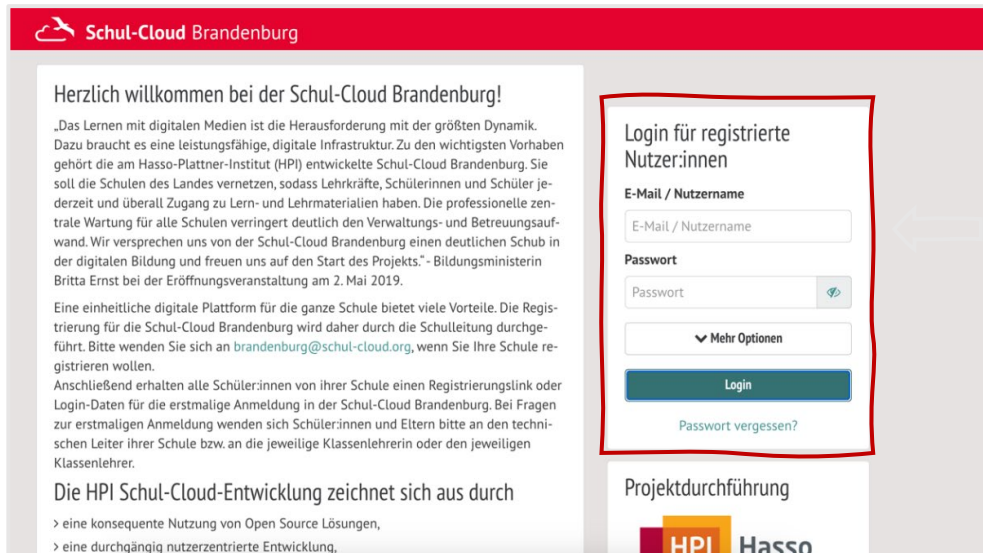 Schul-Cloud Brandenburg
Herzlich willkommen bei der Schul-Cloud Brandenburg!
„Das Lernen mit digitalen Medien ist die Herausforderung mit der größten Dynamik.
Dazu braucht es eine leistungsfähige, digitale Infrastruktur. Zu den wichtigsten Vorhaben
gehört die am Hasso-Plattner-Institut (HPI) entwickelte Schul-Cloud Brandenburg. Sie
soll die Schulen des Landes vernetzen, sodass Lehrkräfte, Schülerinnen und Schüler je-
derzeit und überall Zugang zu Lern- und Lehrmaterialien haben. Die professionelle zen-
trale Wartung für alle Schulen verringert deutlich den Verwaltungs- und Betreuungsauf-
wand. Wir versprechen uns von der Schul-Cloud Brandenburg einen deutlichen Schub in
der digitalen Bildung und freuen uns auf den Start des Projekts.“ - Bildungsministerin
Britta Ernst bei der Eröffnungsveranstaltung am 2. Mai 2019.
Eine einheitliche digitale Plattform für die ganze Schule bietet viele Vorteile. Die Regis-
trierung für die Schul-Cloud Brandenburg wird daher durch die Schulleitung durchge-
führt. Bitte wenden Sie sich an brandenburg@schul-cloud.org, wenn Sie Ihre Schule re-
gistrieren wollen.
Anschließend erhalten alle Schüler:innen von ihrer Schule einen Registrierungslink oder
Login-Daten für die erstmalige Anmeldung in der Schul-Cloud Brandenburg. Bei Fragen
zur erstmaligen Anmeldung wenden sich Schüler:innen und Eltern bitte an den techni-
schen Leiter ihrer Schule bzw. an die jeweilige Klassenlehrerin oder den jeweiligen
Klassenlehrer.
Die HPI Schul-Cloud-Entwicklung zeichnet sich aus durch
> eine konsequente Nutzung von Open Source Lösungen,
> eine durchgängig nutzerzentrierte Entwicklung,
Login für registrierte
Nutzer:innen
E-Mail / Nutzername
E-Mail / Nutzername
Passwort
Passwort
Mehr Optionen
Login
Passwort vergessen?
Projektdurchführung
HPI Hasso